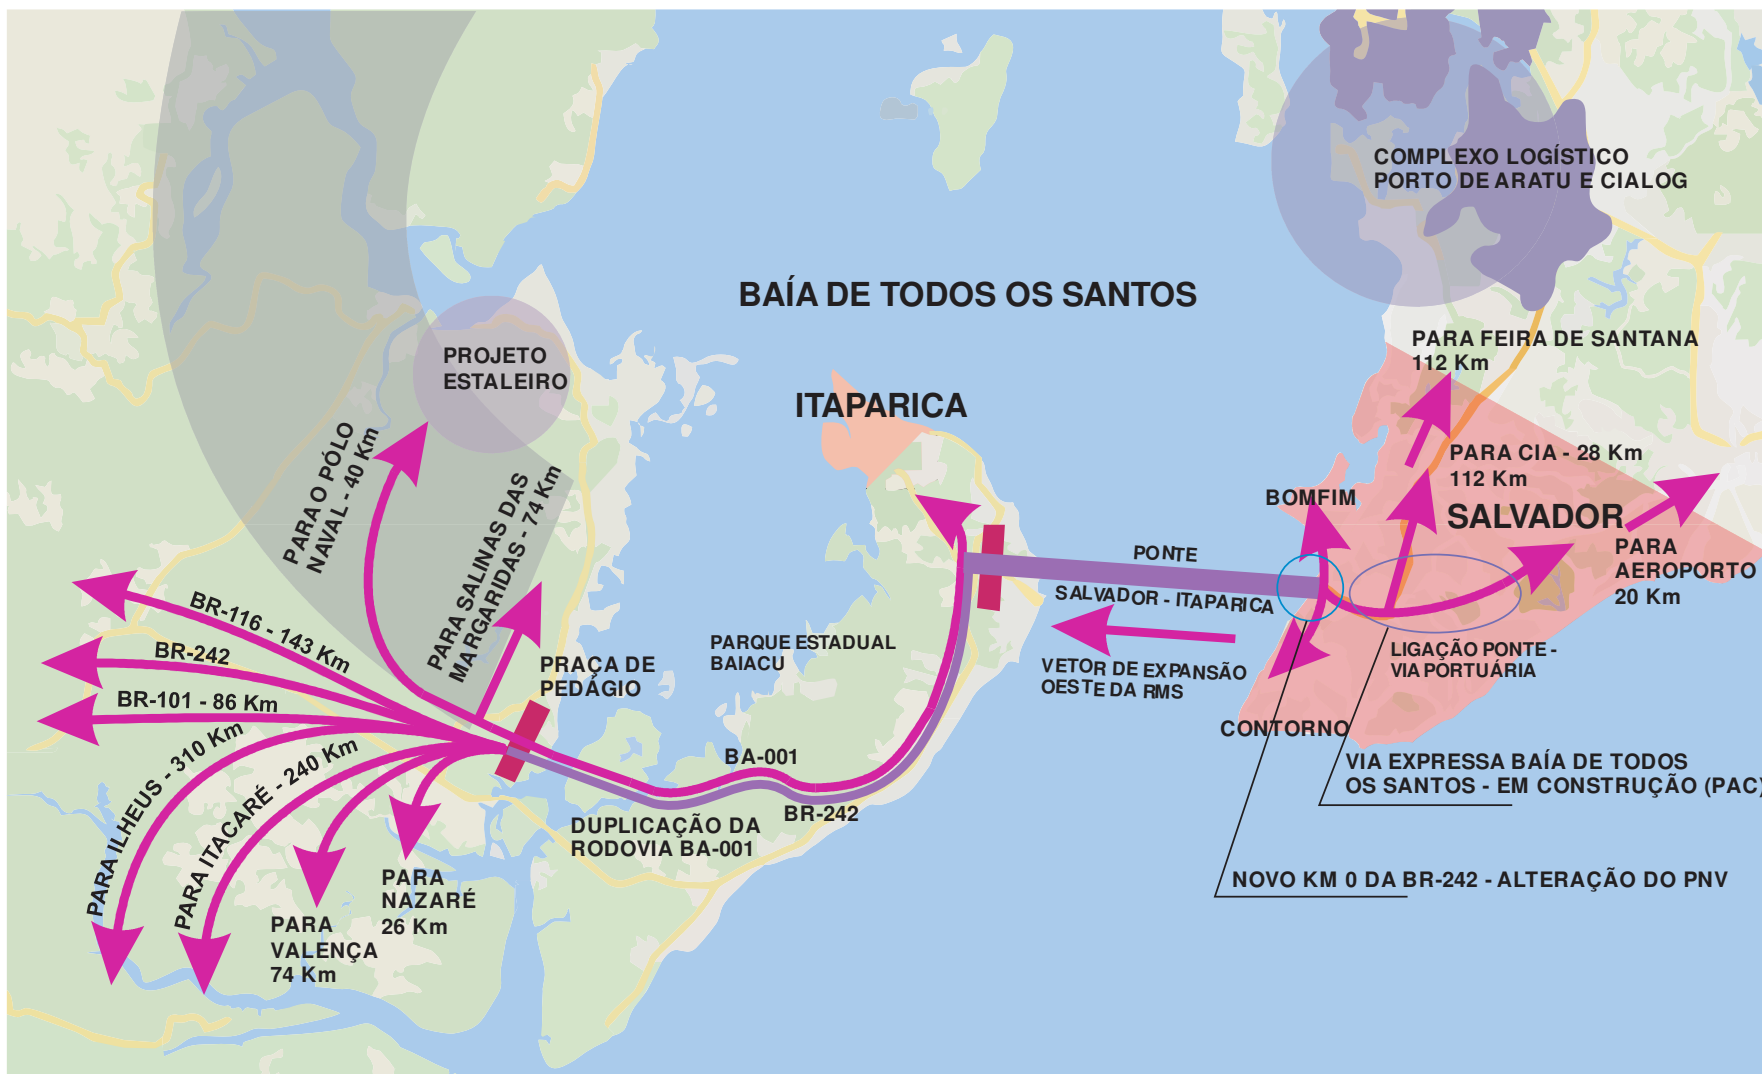 COMPLEXO LOGÍSTICO
PORTO DE ARATU E CIALOG
BAÍA DE TODOS OS SANTOS
PARA FEIRA DE SANTANA
112 Km
PROJETO
ESTALEIRO
ITAPARICA
PARA O PÓLO
NAVAL - 40 Km
PARA SALINAS DAS
MARGARIDAS - 74 Km
PARA CIA - 28 Km
112 Km
BOMFIM
SALVADOR
PARA
AEROPORTO
20 Km
PONTE
SALVADOR - ITAPARICA
BR-116 - 143 Km
BR-242
BR-101 - 86 Km
PARA ILHEUS - 310 Km
PARA ITACARÉ - 240 Km
PRAÇA DE
PEDÁGIO
PARQUE ESTADUAL
BAIACU
VETOR DE EXPANSÃO
OESTE DA RMS
LIGAÇÃO PONTE -
VIA PORTUÁRIA
CONTORNO
BA-001
BR-242
VIA EXPRESSA BAÍA DE TODOS
OS SANTOS - EM CONSTRUÇÃO (PAC)
DUPLICAÇÃO DA
RODOVIA BA-001
PARA
NAZARÉ
26 Km
NOVO KM 0 DA BR-242 - ALTERAÇÃO DO PNV
PARA
VALENÇA
74 Km